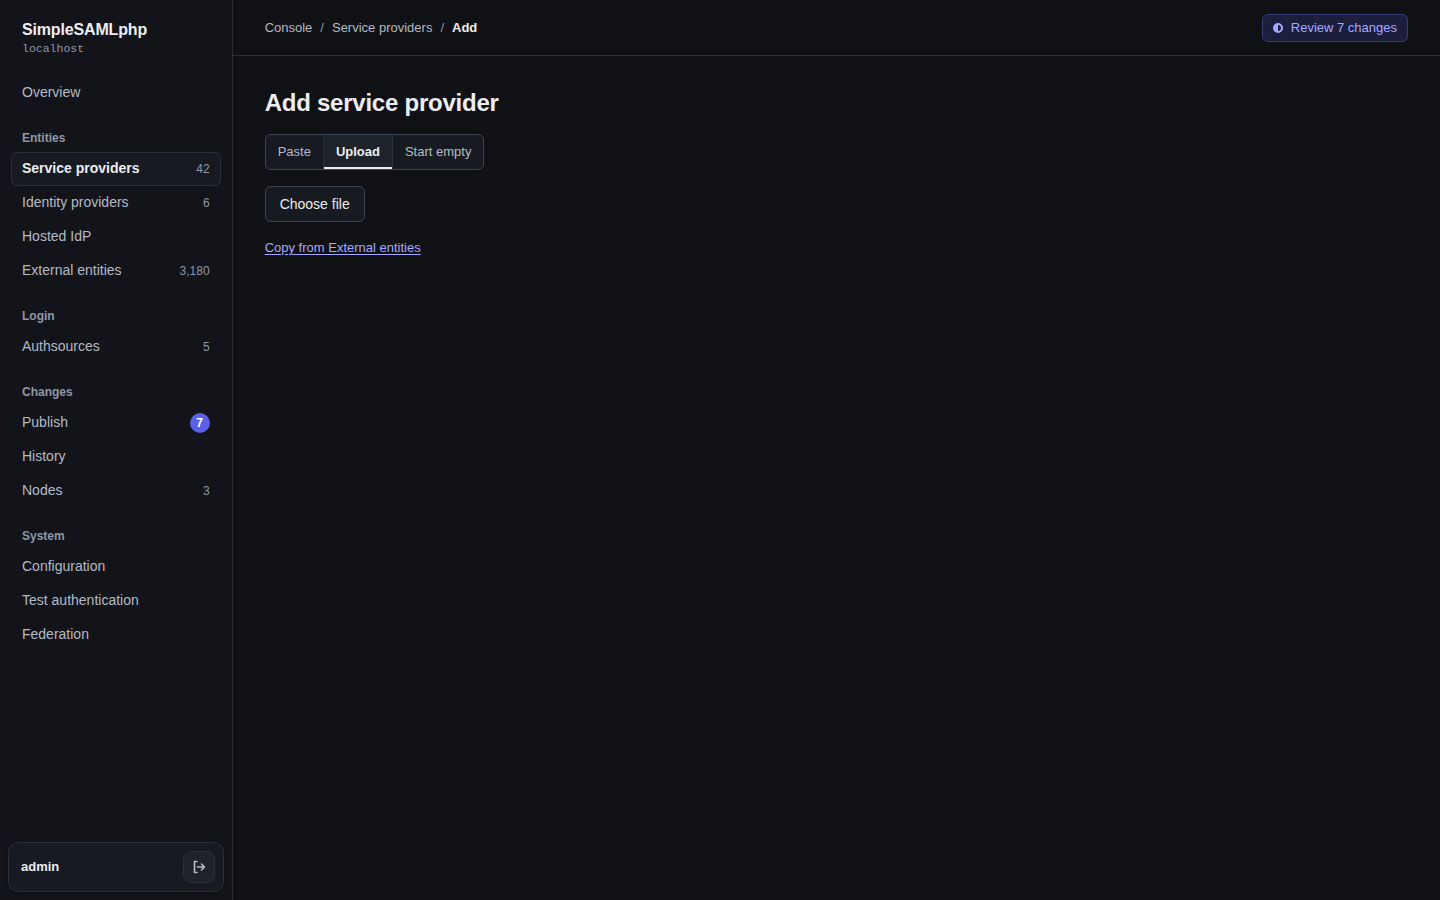 SimpleSAMLphp
localhost
Overview
Entities
Service providers 42
Identity providers 6
Hosted IdP
External entities 3,180
Login
Authsources 5
Changes
Publish 7
History
Nodes 3
System
Configuration
Test authentication
Federation
admin
Console / Service providers / Add
Review 7 changes
Add service provider
Paste Upload Start empty
Choose file
Copy from External entities